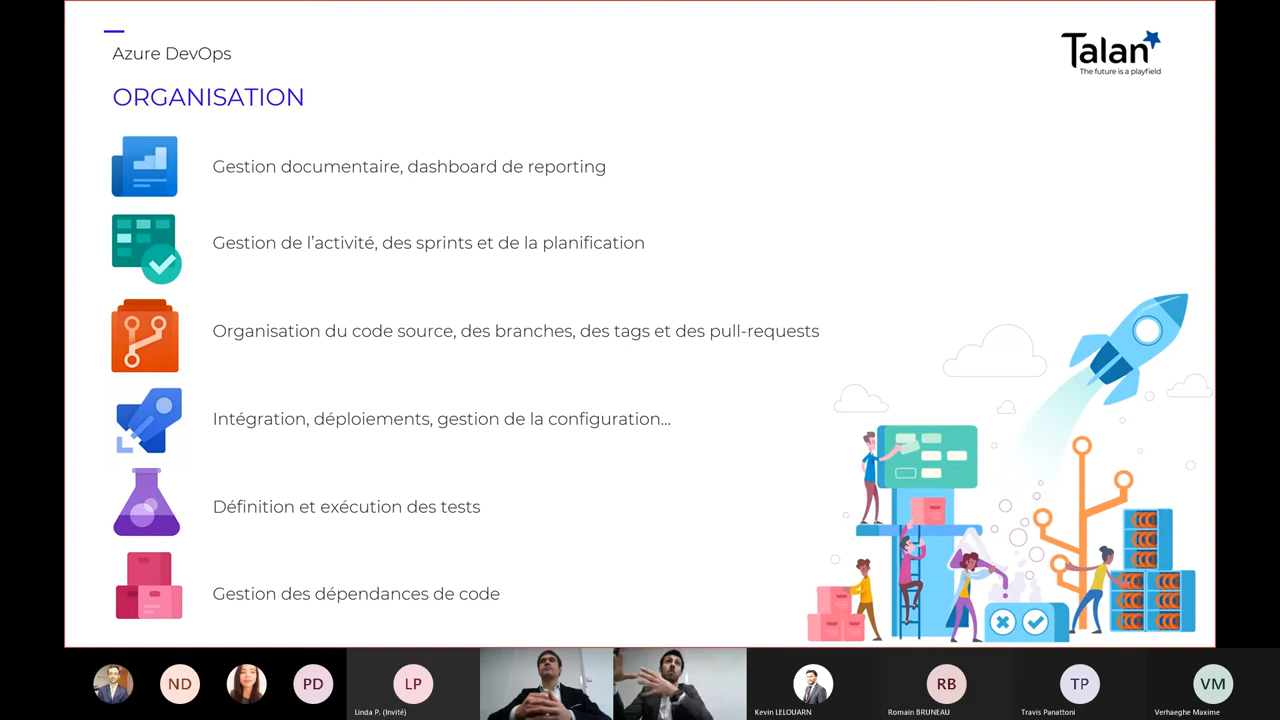 Azure DevOps
Talan
The future is a playfield
ORGANISATION
Gestion documentaire, dashboard de reporting
Gestion de l'activité, des sprints et de la planification
Organisation du code source, des branches, des tags et des pull-requests
Intégration, déploiements, gestion de la configuration...
Définition et exécution des tests
Gestion des dépendances de code
ND
PD
LP
RB
TP
VM
Linda P. (Invité)
Kevin LELOUARN
Romain BRUNEAU
Travis Panattoni
Verhaeghe Maxime